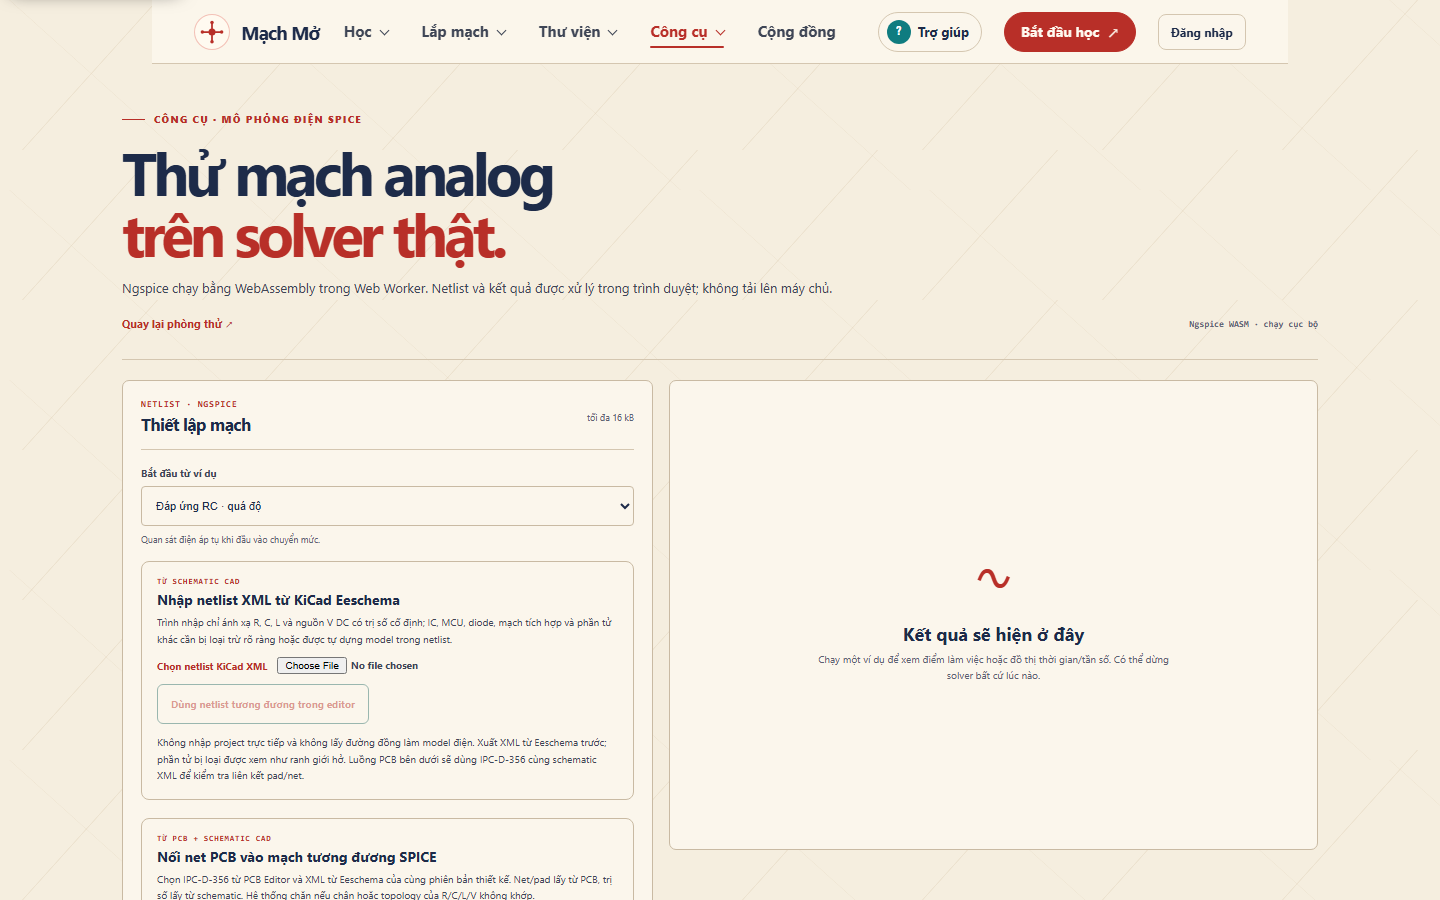 Mạch Mở
Học
Lắp mạch
Thư viện
Công cụ
Cộng đồng
? Trợ giúp
Bắt đầu học ↗
Đăng nhập
CÔNG CỤ · MÔ PHỎNG ĐIỆN SPICE
Thử mạch analog
trên solver thật.
Ngspice chạy bằng WebAssembly trong Web Worker. Netlist và kết quả được xử lý trong trình duyệt; không tải lên máy chủ.
Quay lại phòng thử ↗
Ngspice WASM · chạy cục bộ
NETLIST · NGSPICE
Thiết lập mạch
tối đa 16 kB
Bắt đầu từ ví dụ
Đáp ứng RC · quá độ
Quan sát điện áp tụ khi đầu vào chuyển mức.
TỪ SCHEMATIC CAD
Nhập netlist XML từ KiCad Eeschema
Trình nhập chỉ ánh xạ R, C, L và nguồn V DC có trị số cố định; IC, MCU, diode, mạch tích hợp và phần tử
khác cần bị loại trừ rõ ràng hoặc được tự dựng model trong netlist.
Chọn netlist KiCad XML
Choose File
No file chosen
Dùng netlist tương đương trong editor
Không nhập project trực tiếp và không lấy đường đồng làm model điện. Xuất XML từ Eeschema trước;
phần tử bị loại được xem như ranh giới hở. Luồng PCB bên dưới sẽ dùng IPC-D-356 cùng schematic
XML để kiểm tra liên kết pad/net.
TỪ PCB + SCHEMATIC CAD
Nối net PCB vào mạch tương đương SPICE
Chọn IPC-D-356 từ PCB Editor và XML từ Eeschema của cùng phiên bản thiết kế. Net/pad lấy từ PCB, trị
số lấy từ schematic. Hệ thống chặn nếu chân hoặc topology của R/C/L/V không khớp.
Kết quả sẽ hiện ở đây
Chạy một ví dụ để xem điểm làm việc hoặc đồ thị thời gian/tần số. Có thể dừng
solver bất cứ lúc nào.